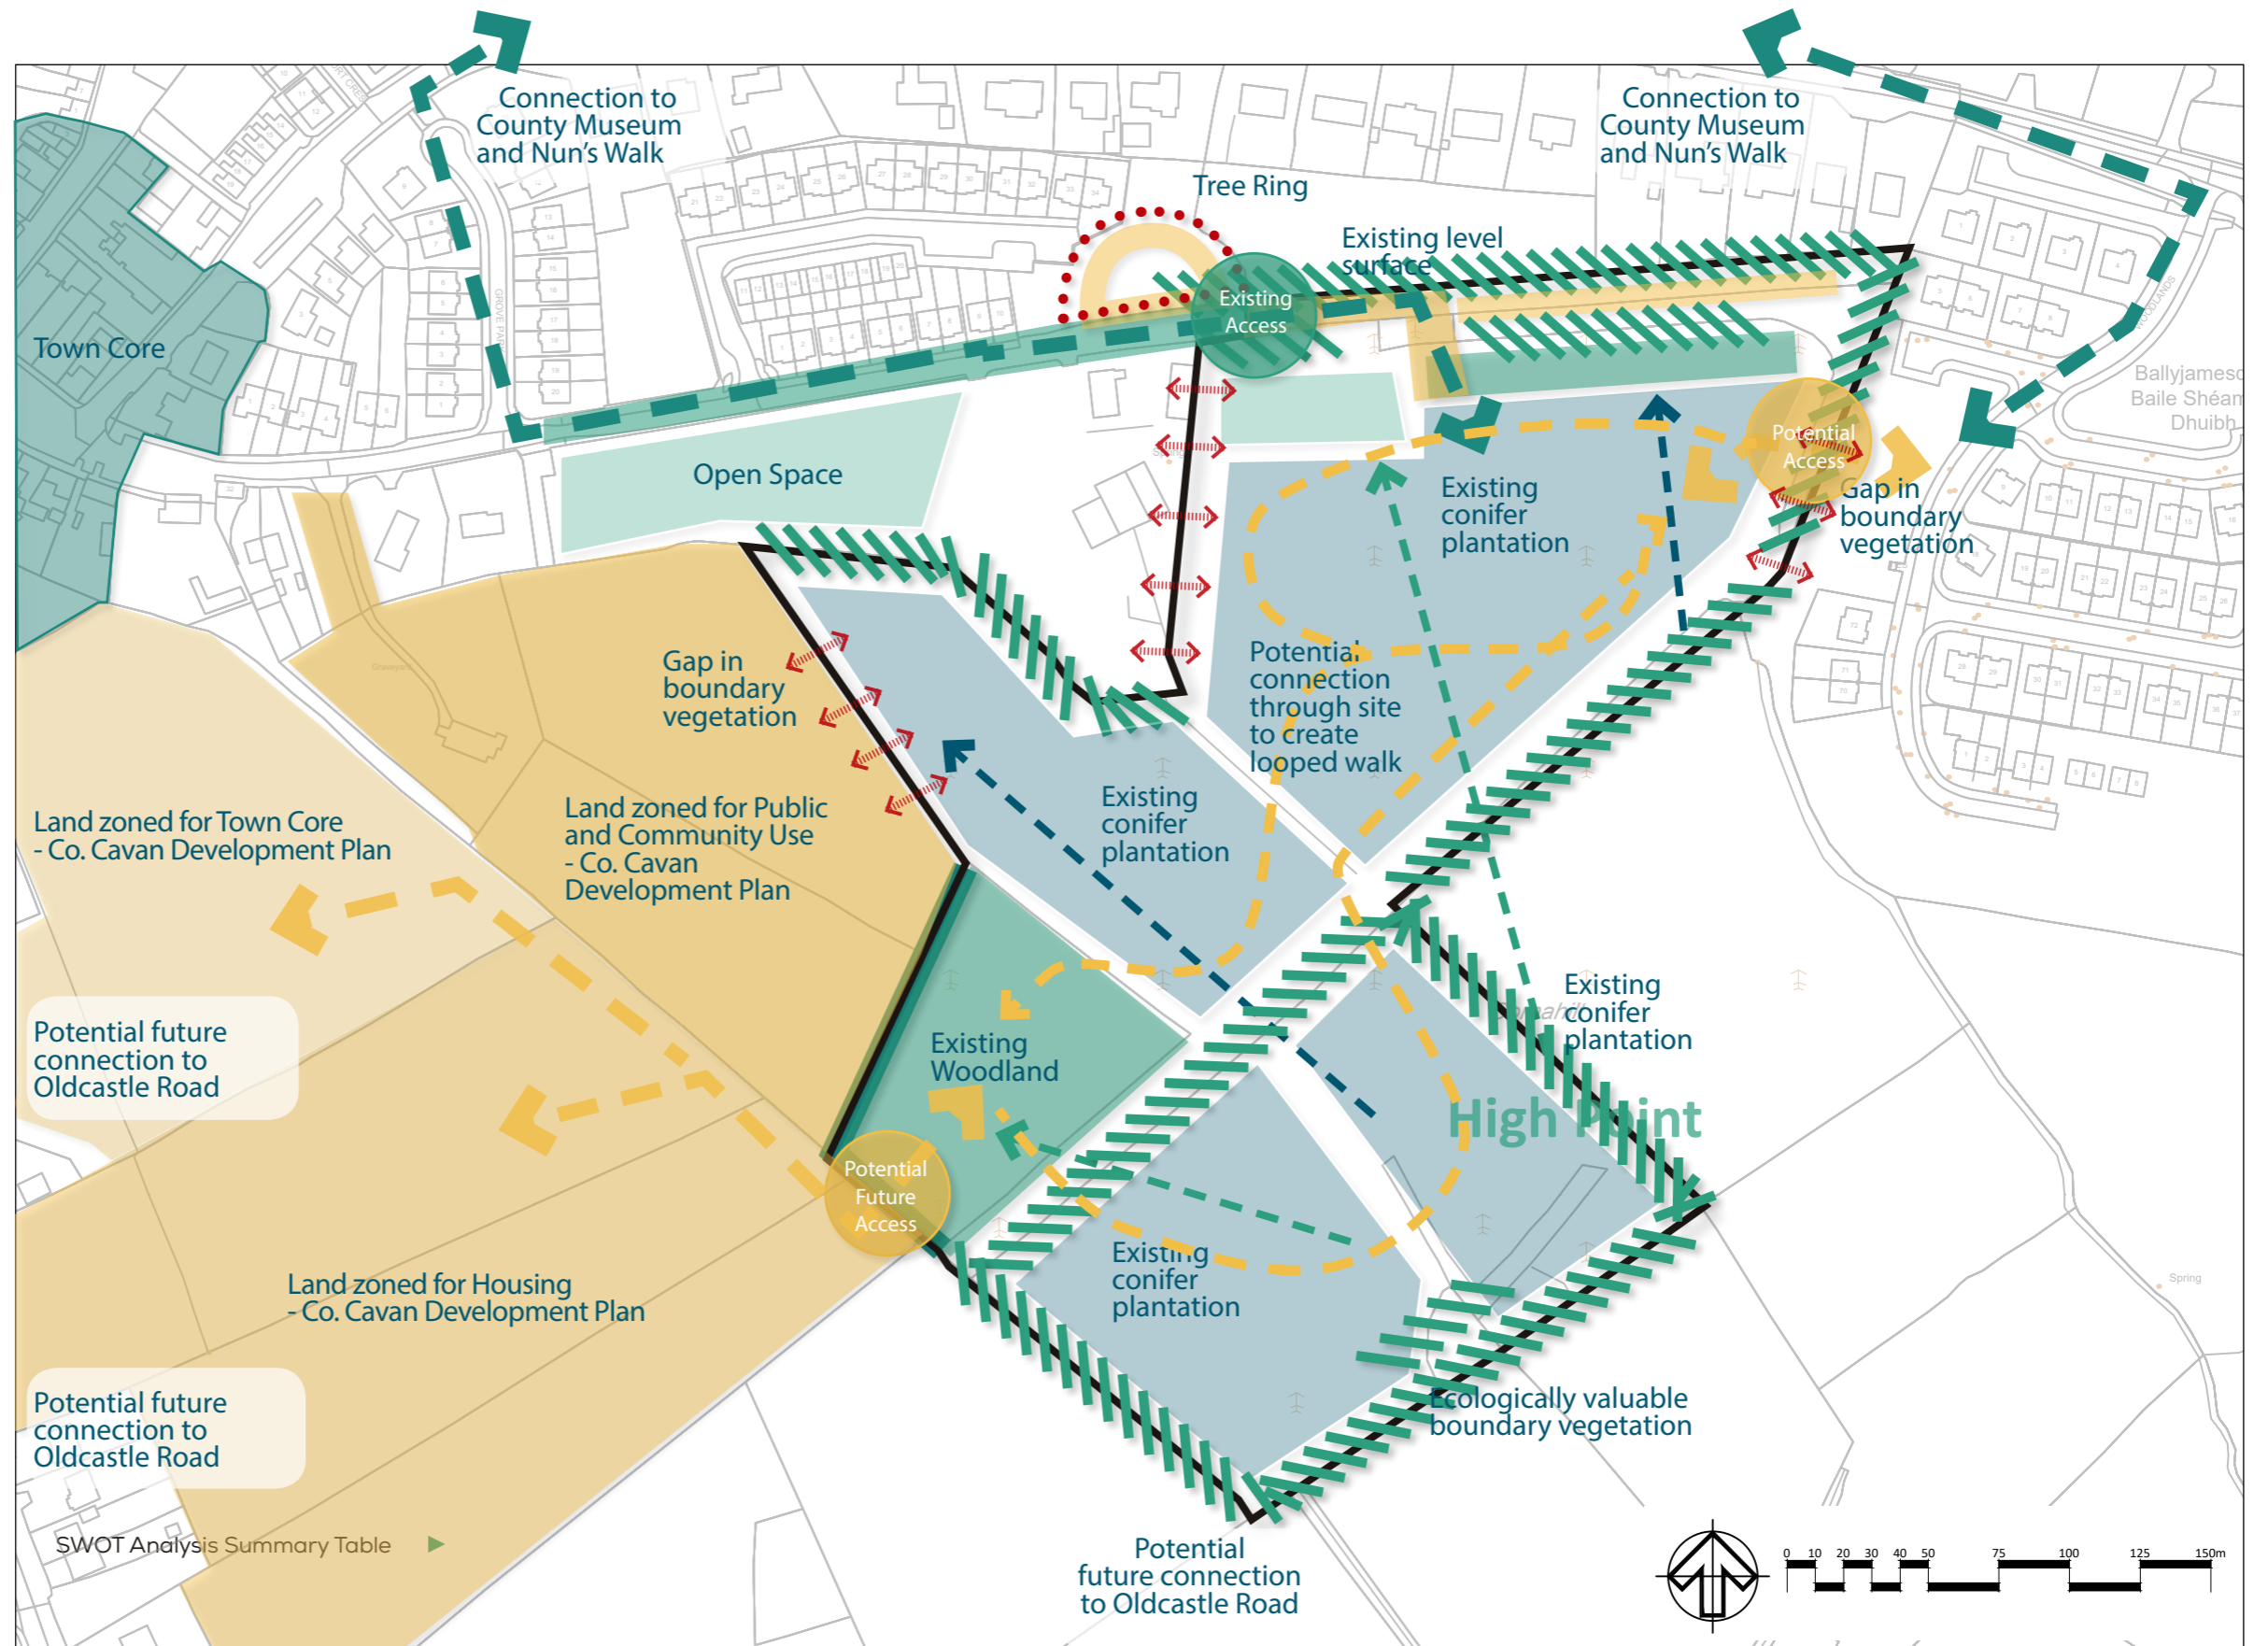 Connection to
County Museum
and Nun's Walk
Connection to
County Museum
and Nun's Walk
Tree Ring
Existing level
surface
Existing
Access
Town Core
GROVE PARK
WOODLANDS
Baile Shéam
Dhuibh
Potential
Access
Open Space
Existing
conifer
plantation
Gap in
boundary
vegetation
Gap in
boundary
vegetation
Graveyard
Potential
connection
through site
to create
looped walk
Land zoned for Town Core
- Co. Cavan Development Plan
Land zoned for Public
and Community Use
- Co. Cavan
Development Plan
Existing
conifer
plantation
Existing
conifer
plantation
Potential future
connection to
Oldcastle Road
Existing
Woodland
High Point
Potential
Future
Access
Existing
conifer
plantation
Land zoned for Housing
- Co. Cavan Development Plan
Spring
Potential future
connection to
Oldcastle Road
Ecologically valuable
boundary vegetation
SWOT Analysis Summary Table
Potential
future connection
to Oldcastle Road
0 10 20 30 40 50 75 100 125 150m